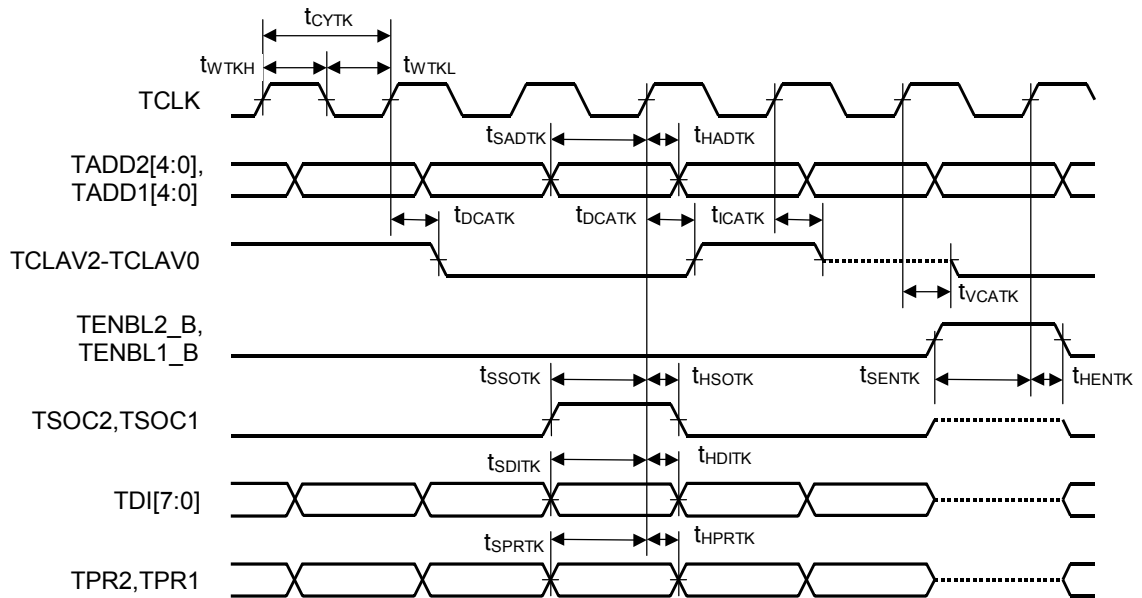 tCYTK
tWTKH
tWTKL
TCLK
tSADTK
tHADTK
TADD2[4:0],
TADD1[4:0]
tDCATK
tDCATK
tICATK
TCLAV2-TCLAV0
tVCATK
TENBL2_B,
TENBL1_B
tSSOTK
tHSOTK
tSENTK
tHENTK
TSOC2,TSOC1
tSDITK
tHDITK
TDI[7:0]
tSPRTK
tHPRTK
TPR2,TPR1